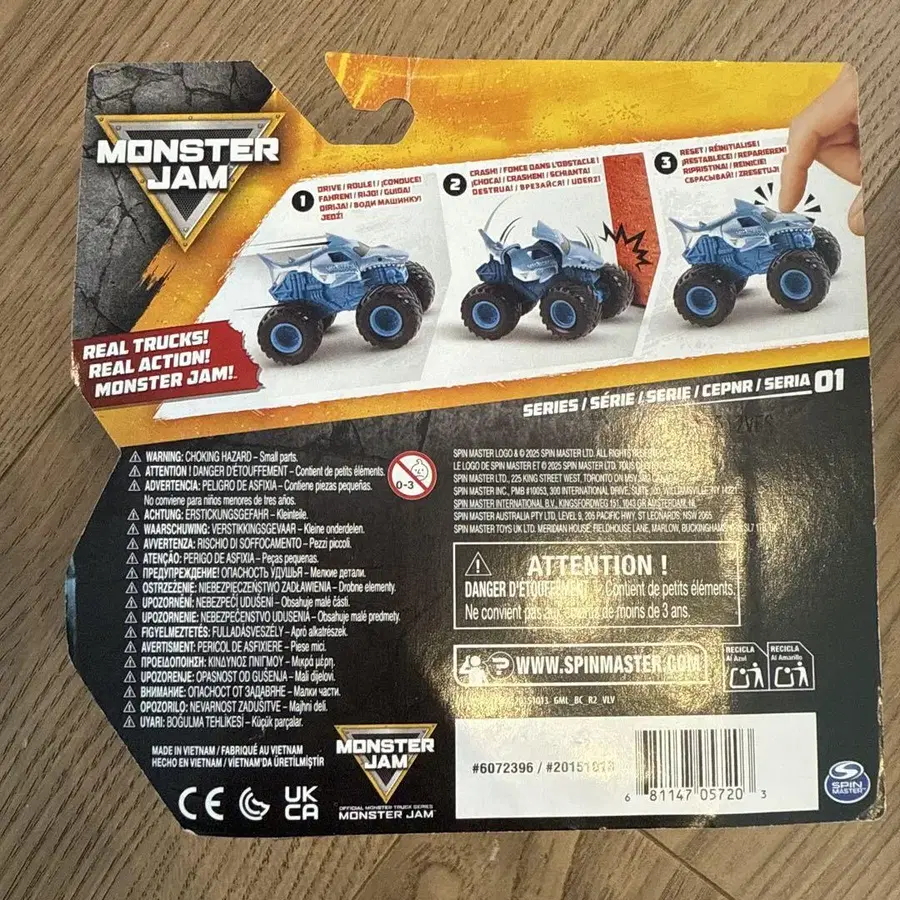 MONSTER
JAM
1
DRIVE / ROULE! / ¡CONDUCE!
FAHREN! / RIJD! / GUIDA!
DIRIJA! / ВОДИ МАШИНКУ!
JEDŹ!
2
CRASH! / FONCE DANS L'OBSTACLE!
¡CHOCA! / CRASHEN! / SCHIANTA!
DESTRUA! / ВРЕЗАЙСЯ! / UDERZ!
3
RESET / RÉINITIALISE!
¡RESTABLECE! / REPARIEREN!
RIPRISTINA! / REINICIE!
СБРАСЫВАЙ! / ZRESETUJ!
REAL TRUCKS!
REAL ACTION!
MONSTER JAM!
SERIES / SÉRIE / SERIE / СЕРИЯ / SERIA 01
WARNING: CHOKING HAZARD – Small parts.
ATTENTION ! DANGER D'ÉTOUFFEMENT – Contient de petits éléments.
ADVERTENCIA: PELIGRO DE ASFIXIA – Contiene piezas pequeñas.
No conviene para niños menores de tres años.
ACHTUNG: ERSTICKUNGSGEFAHR – Kleinteile.
WAARSCHUWING: VERSTIKKINGSGEVAAR – Kleine onderdelen.
AVVERTENZA: RISCHIO DI SOFFOCAMENTO – Pezzi piccoli.
ATENÇÃO: PERIGO DE ASFIXIA – Peças pequenas.
ПРЕДУПРЕЖДЕНИЕ! ОПАСНОСТЬ УДУШЬЯ – Мелкие детали.
OSTRZEŻENIE: NIEBEZPIECZEŃSTWO ZADŁAWIENIA – Drobne elementy.
UPOZORNĚNÍ: NEBEZPEČÍ UDUŠENÍ – Obsahuje malé části.
UPOZORNENIE: NEBEZPEČENSTVO UDUSENIA – Obsahuje malé predmety.
FIGYELMEZTETÉS: FULLADÁSVESZÉLY – Apró alkatrészek.
AVERTISMENT: PERICOL DE ASFIXIERE – Piese mici.
ΠΡΟΕΙΔΟΠΟΙΗΣΗ: ΚΙΝΔΥΝΟΣ ΠΝΙΓΜΟΥ – Μικρά μέρη.
UPOZORENJE: OPASNOST OD GUŠENJA – Mali dijelovi.
ВНИМАНИЕ: ОПАСНОСТ ОТ ЗАДАВЯНЕ – Малки части.
OPOZORILO: NEVARNOST ZADUŠITVE – Majhni deli.
UYARI: BOĞULMA TEHLİKESİ – Küçük parçalar.
0-3
SPIN MASTER LOGO & © 2025 SPIN MASTER LTD. ALL RIGHTS
LE LOGO DE SPIN MASTER ET © 2025 SPIN MASTER LTD. TOUS
SPIN MASTER LTD., 225 KING STREET WEST, TORONTO ON M5V
SPIN MASTER INC., PMB #10053, 300 INTERNATIONAL DRIVE, SUITE 100, WILLIAMSVILLE, NY 14221
SPIN MASTER INTERNATIONAL B.V., KINGSFORDWEG 151, 1043 GR AMSTERDAM, NL
SPIN MASTER AUSTRALIA PTY LTD, LEVEL 9, 206 PACIFIC HWY, ST LEONARDS, NSW 2065
SPIN MASTER TOYS UK LTD, MERIDIAN HOUSE, FIELDHOUSE LANE, MARLOW, BUCKINGHAMSHIRE, SL7 1TB
ATTENTION !
DANGER D'ÉTOUFFEMENT – Contient de petits éléments.
Ne convient pas aux enfants de moins de 3 ans.
WWW.SPINMASTER.COM
RECICLA
Al Azul
RECICLA
Al Amarillo
20151013_GML_BC_R2_VLV
MADE IN VIETNAM / FABRIQUÉ AU VIETNAM
HECHO EN VIETNAM / VİETNAM'DA ÜRETİLMİŞTİR
CE
UK
CA
MONSTER
JAM
OFFICIAL MONSTER TRUCK SERIES
MONSTER JAM
#6072396 / #20151013
6 81147 05720 3
SPIN
MASTER